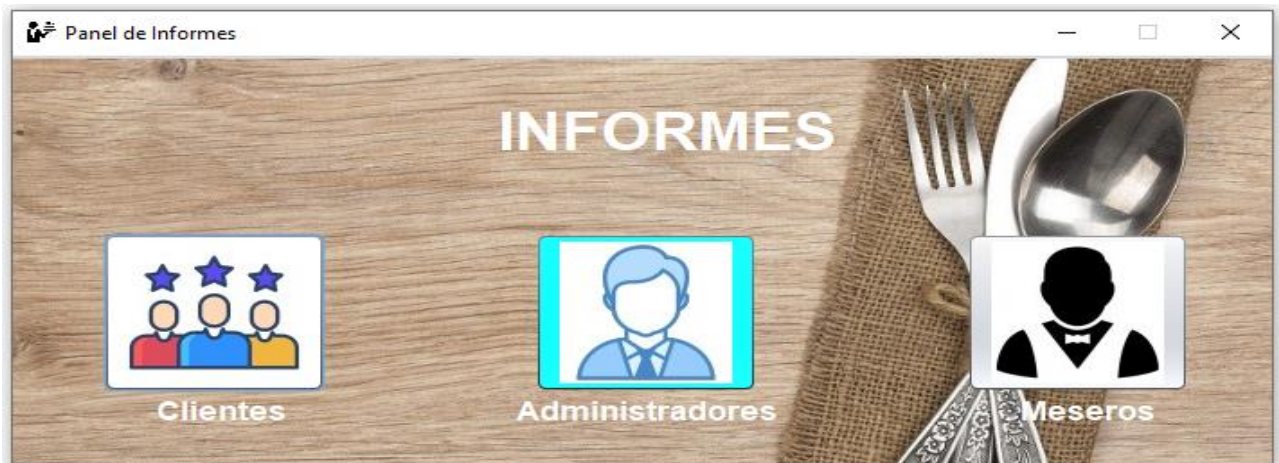 Panel de Informes
INFORMES
Clientes
Administradores
Meseros